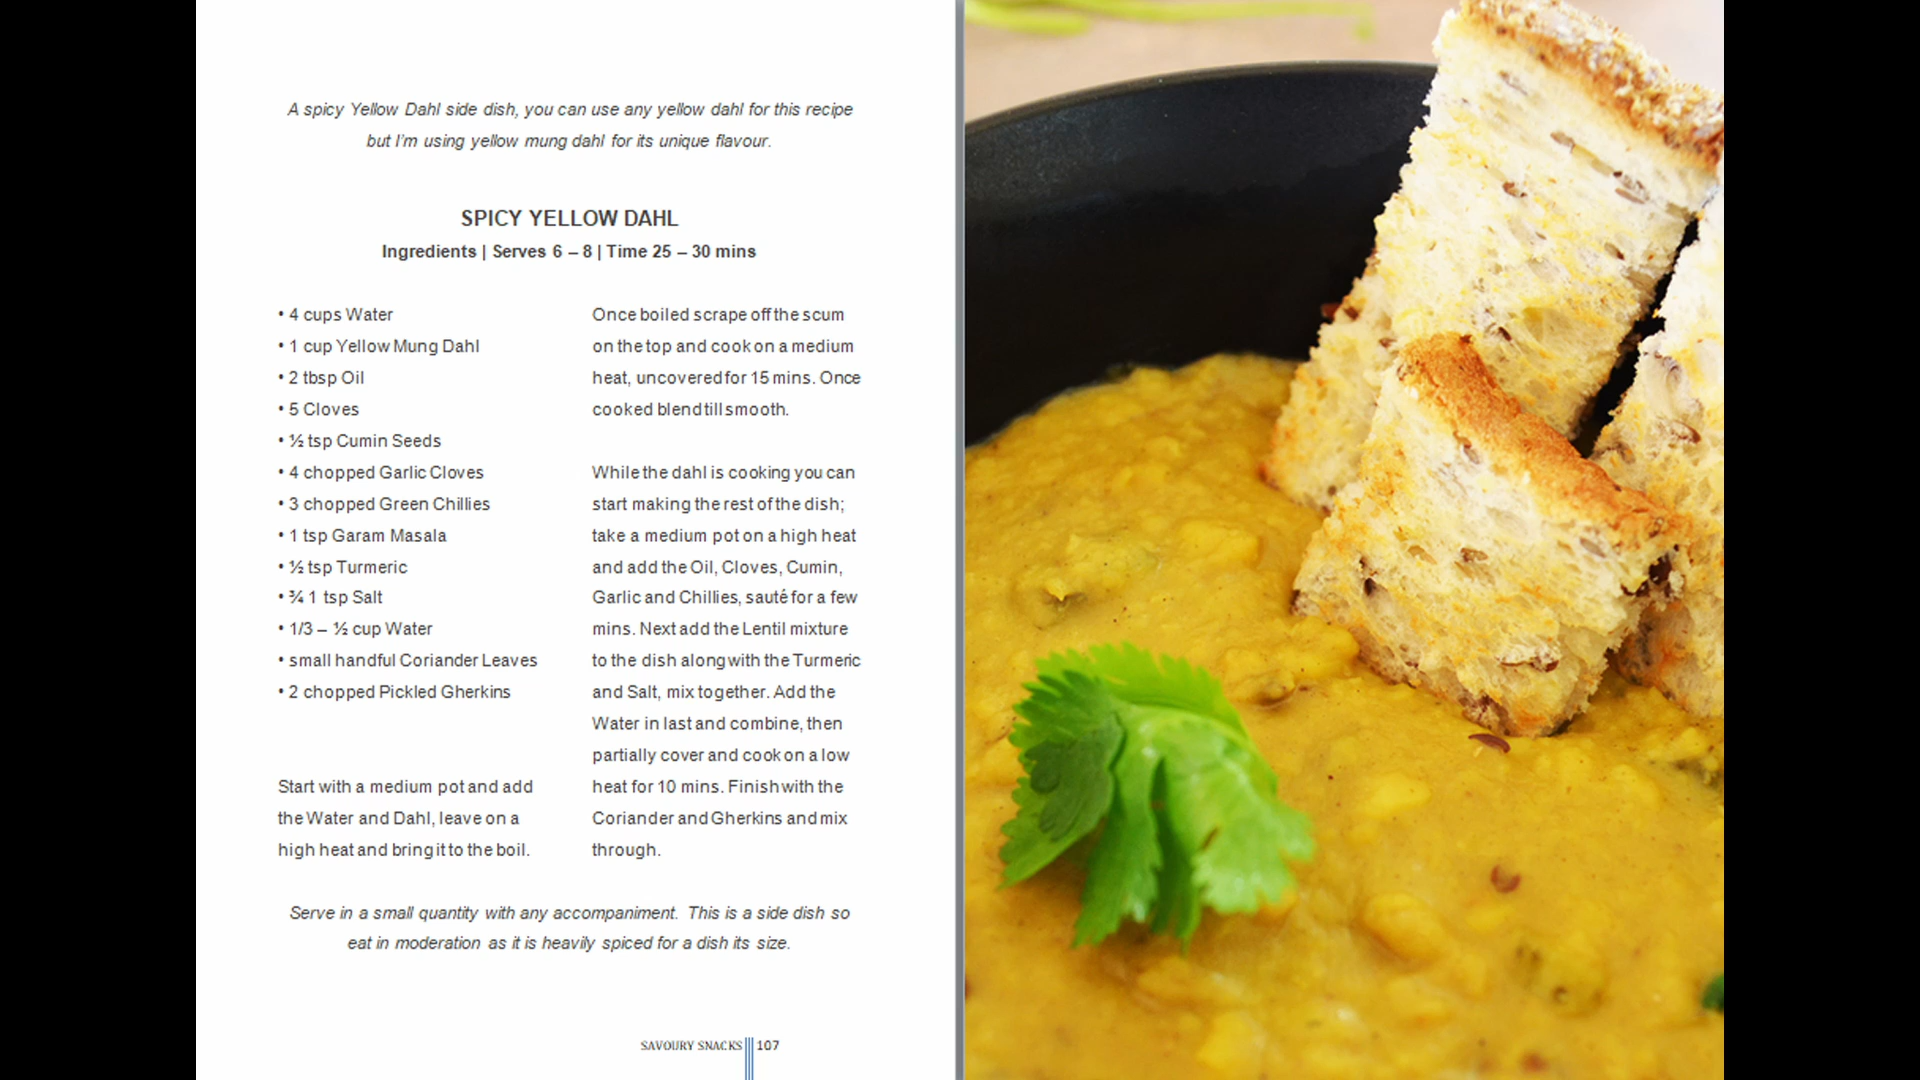 A spicy Yellow Dahl side dish, you can use any yellow dahl for this recipe
but I'm using yellow mung dahl for its unique flavour.
SPICY YELLOW DAHL
Ingredients | Serves 6 – 8 | Time 25 – 30 mins
• 4 cups Water
• 1 cup Yellow Mung Dahl
• 2 tbsp Oil
• 5 Cloves
• ½ tsp Cumin Seeds
• 4 chopped Garlic Cloves
• 3 chopped Green Chillies
• 1 tsp Garam Masala
• ½ tsp Turmeric
• ¾ 1 tsp Salt
• 1/3 – ½ cup Water
• small handful Coriander Leaves
• 2 chopped Pickled Gherkins
Start with a medium pot and add
the Water and Dahl, leave on a
high heat and bring it to the boil.
Once boiled scrape off the scum
on the top and cook on a medium
heat, uncovered for 15 mins. Once
cooked blend till smooth.
While the dahl is cooking you can
start making the rest of the dish;
take a medium pot on a high heat
and add the Oil, Cloves, Cumin,
Garlic and Chillies, sauté for a few
mins. Next add the Lentil mixture
to the dish along with the Turmeric
and Salt, mix together. Add the
Water in last and combine, then
partially cover and cook on a low
heat for 10 mins. Finish with the
Coriander and Gherkins and mix
through.
Serve in a small quantity with any accompaniment. This is a side dish so
eat in moderation as it is heavily spiced for a dish its size.
SAVOURY SNACKS 107